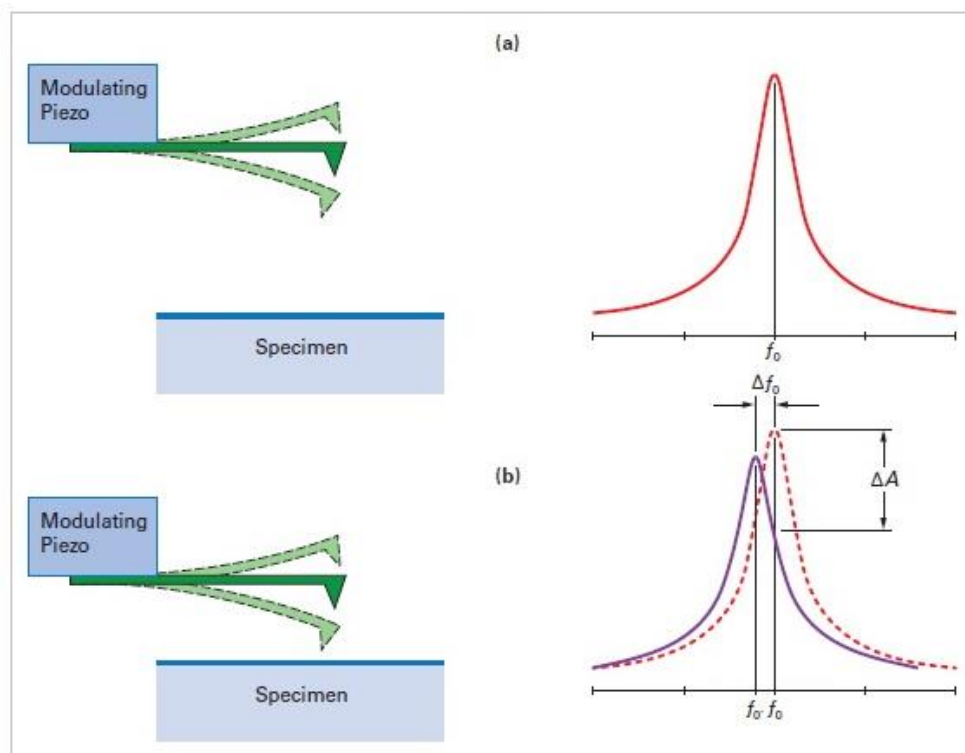 (a)
Modulating
Piezo
Specimen
f₀
Δf₀
ΔA
(b)
Modulating
Piezo
Specimen
f₀' f₀